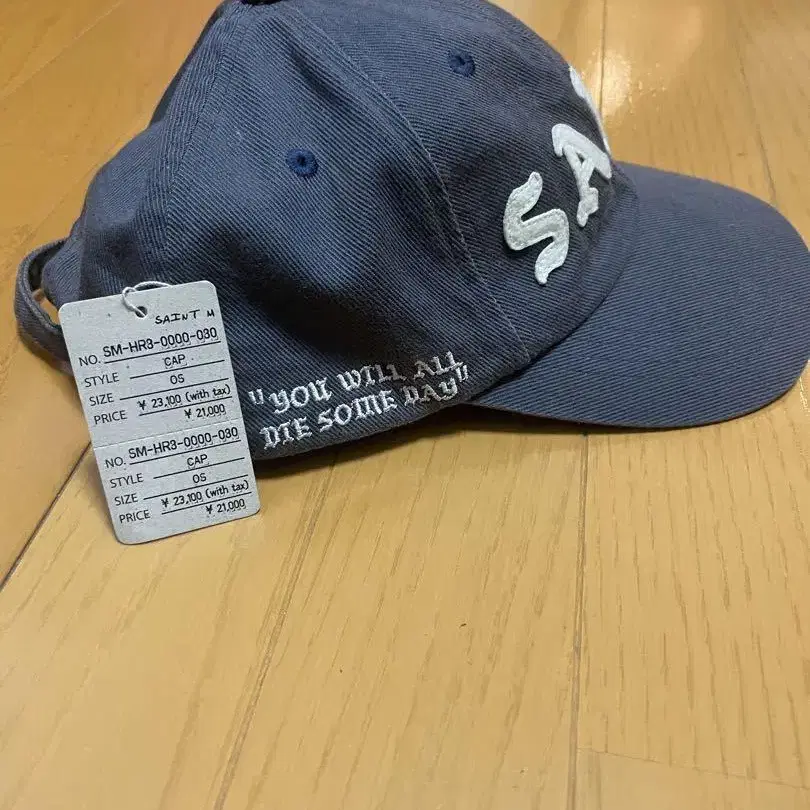 SAINT M
NO. SM-HR3-0000-030
STYLE CAP
SIZE OS
PRICE ¥ 23,100 (with tax)
¥ 21,000
NO. SM-HR3-0000-030
STYLE CAP
SIZE OS
PRICE ¥ 23,100 (with tax)
¥ 21,000
"YOU WILL ALL
DIE SOME DAY"
SA